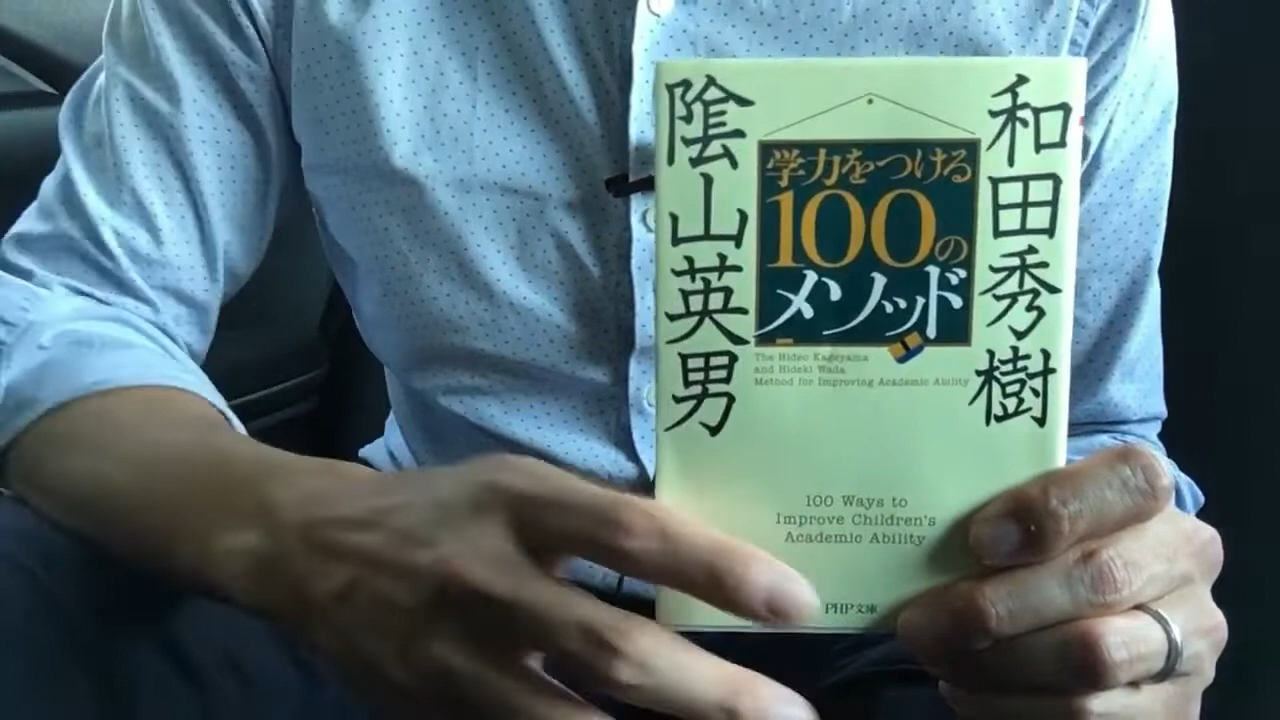 和田秀樹
陰山英男
学力をつける
100の
メソッド
The Hideo Kageyama
and Hideki Wada
Method for Improving Academic Ability
100 Ways to
Improve Children's
Academic Ability
PHP文庫